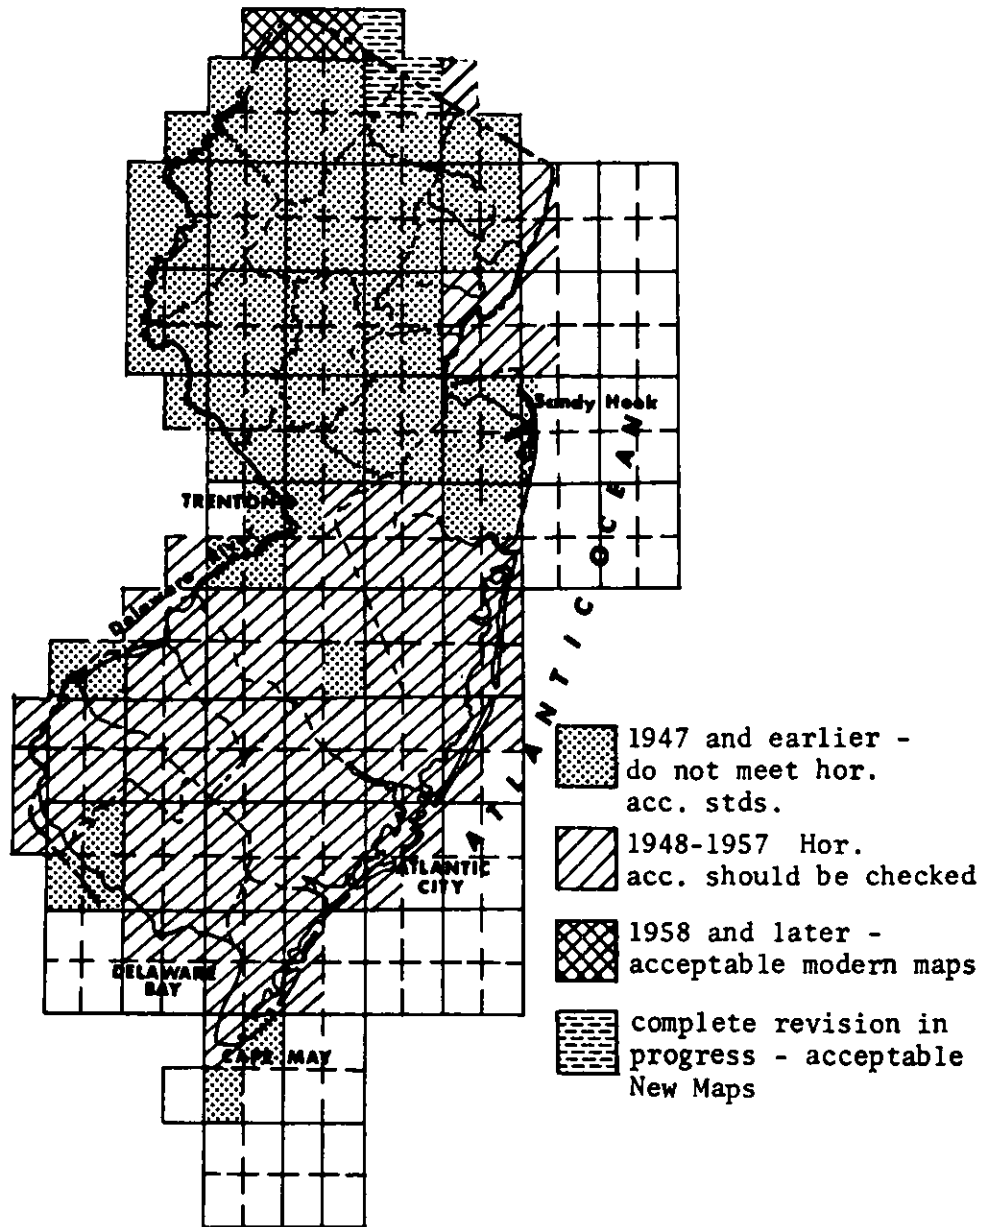 Sandy Hook
TRENTON
Delaware River
ATLANTIC OCEAN
ATLANTIC
CITY
DELAWARE
BAY
CAPE MAY
1947 and earlier -
do not meet hor.
acc. stds.
1948-1957 Hor.
acc. should be checked
1958 and later -
acceptable modern maps
complete revision in
progress - acceptable
New Maps